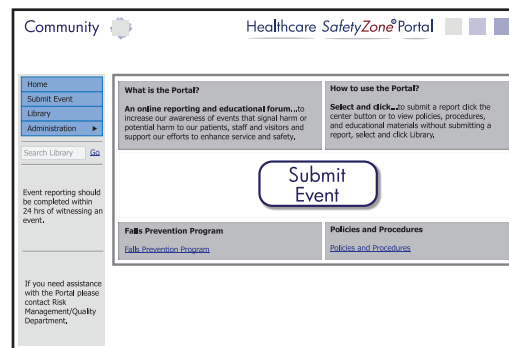 Community
Healthcare SafetyZone® Portal
Home
Submit Event
Library
Administration ▶
Search Library Go
Event reporting should
be completed within
24 hrs of witnessing an
event.
If you need assistance
with the Portal please
contact Risk
Management/Quality
Department.
What is the Portal?
An online reporting and educational forum...to
increase our awareness of events that signal harm or
potential harm to our patients, staff and visitors and
support our efforts to enhance service and safety.
How to use the Portal?
Select and click...to submit a report click the
center button or to view policies, procedures,
and educational materials without submitting a
report, select and click Library.
Submit
Event
Falls Prevention Program
Falls Prevention Program
Policies and Procedures
Policies and Procedures